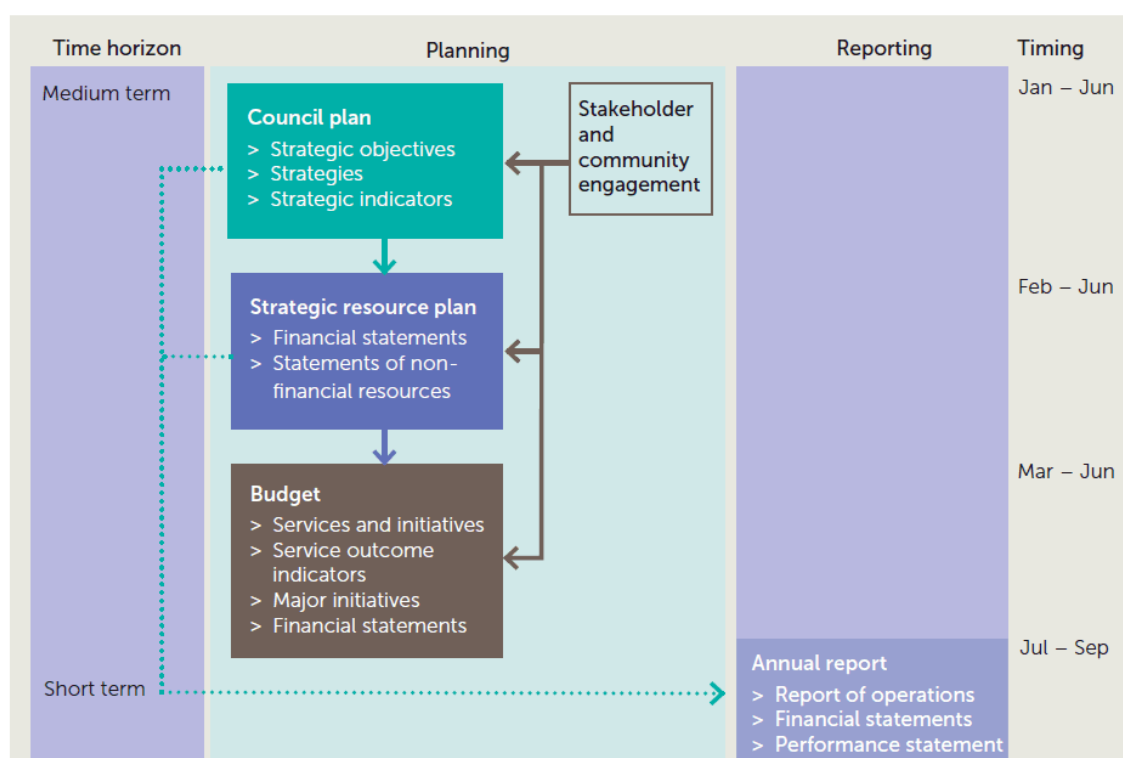 Time horizon
Planning
Reporting
Timing
Medium term
Council plan
> Strategic objectives
> Strategies
> Strategic indicators
Stakeholder
and
community
engagement
Jan – Jun
Strategic resource plan
> Financial statements
> Statements of non-
financial resources
Feb – Jun
Budget
> Services and initiatives
> Service outcome
indicators
> Major initiatives
> Financial statements
Mar – Jun
Short term
Annual report
> Report of operations
> Financial statements
> Performance statement
Jul – Sep